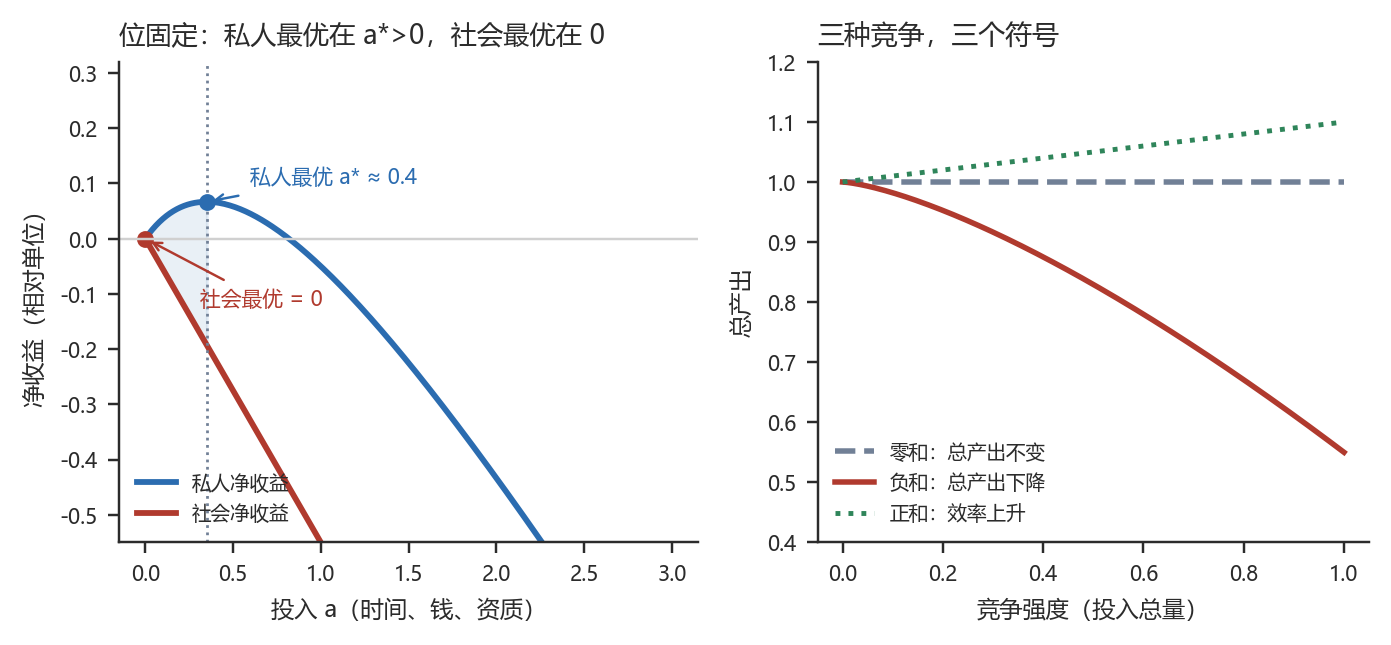 位固定：私人最优在 a*>0，社会最优在 0
0.3
0.2
0.1
0.0
-0.1
-0.2
-0.3
-0.4
-0.5
净收益（相对单位）
私人最优 a* ≈ 0.4
社会最优 = 0
私人净收益
社会净收益
0.0 0.5 1.0 1.5 2.0 2.5 3.0
投入 a（时间、钱、资质）
三种竞争，三个符号
1.2
1.1
1.0
0.9
0.8
0.7
0.6
0.5
0.4
总产出
零和：总产出不变
负和：总产出下降
正和：效率上升
0.0 0.2 0.4 0.6 0.8 1.0
竞争强度（投入总量）